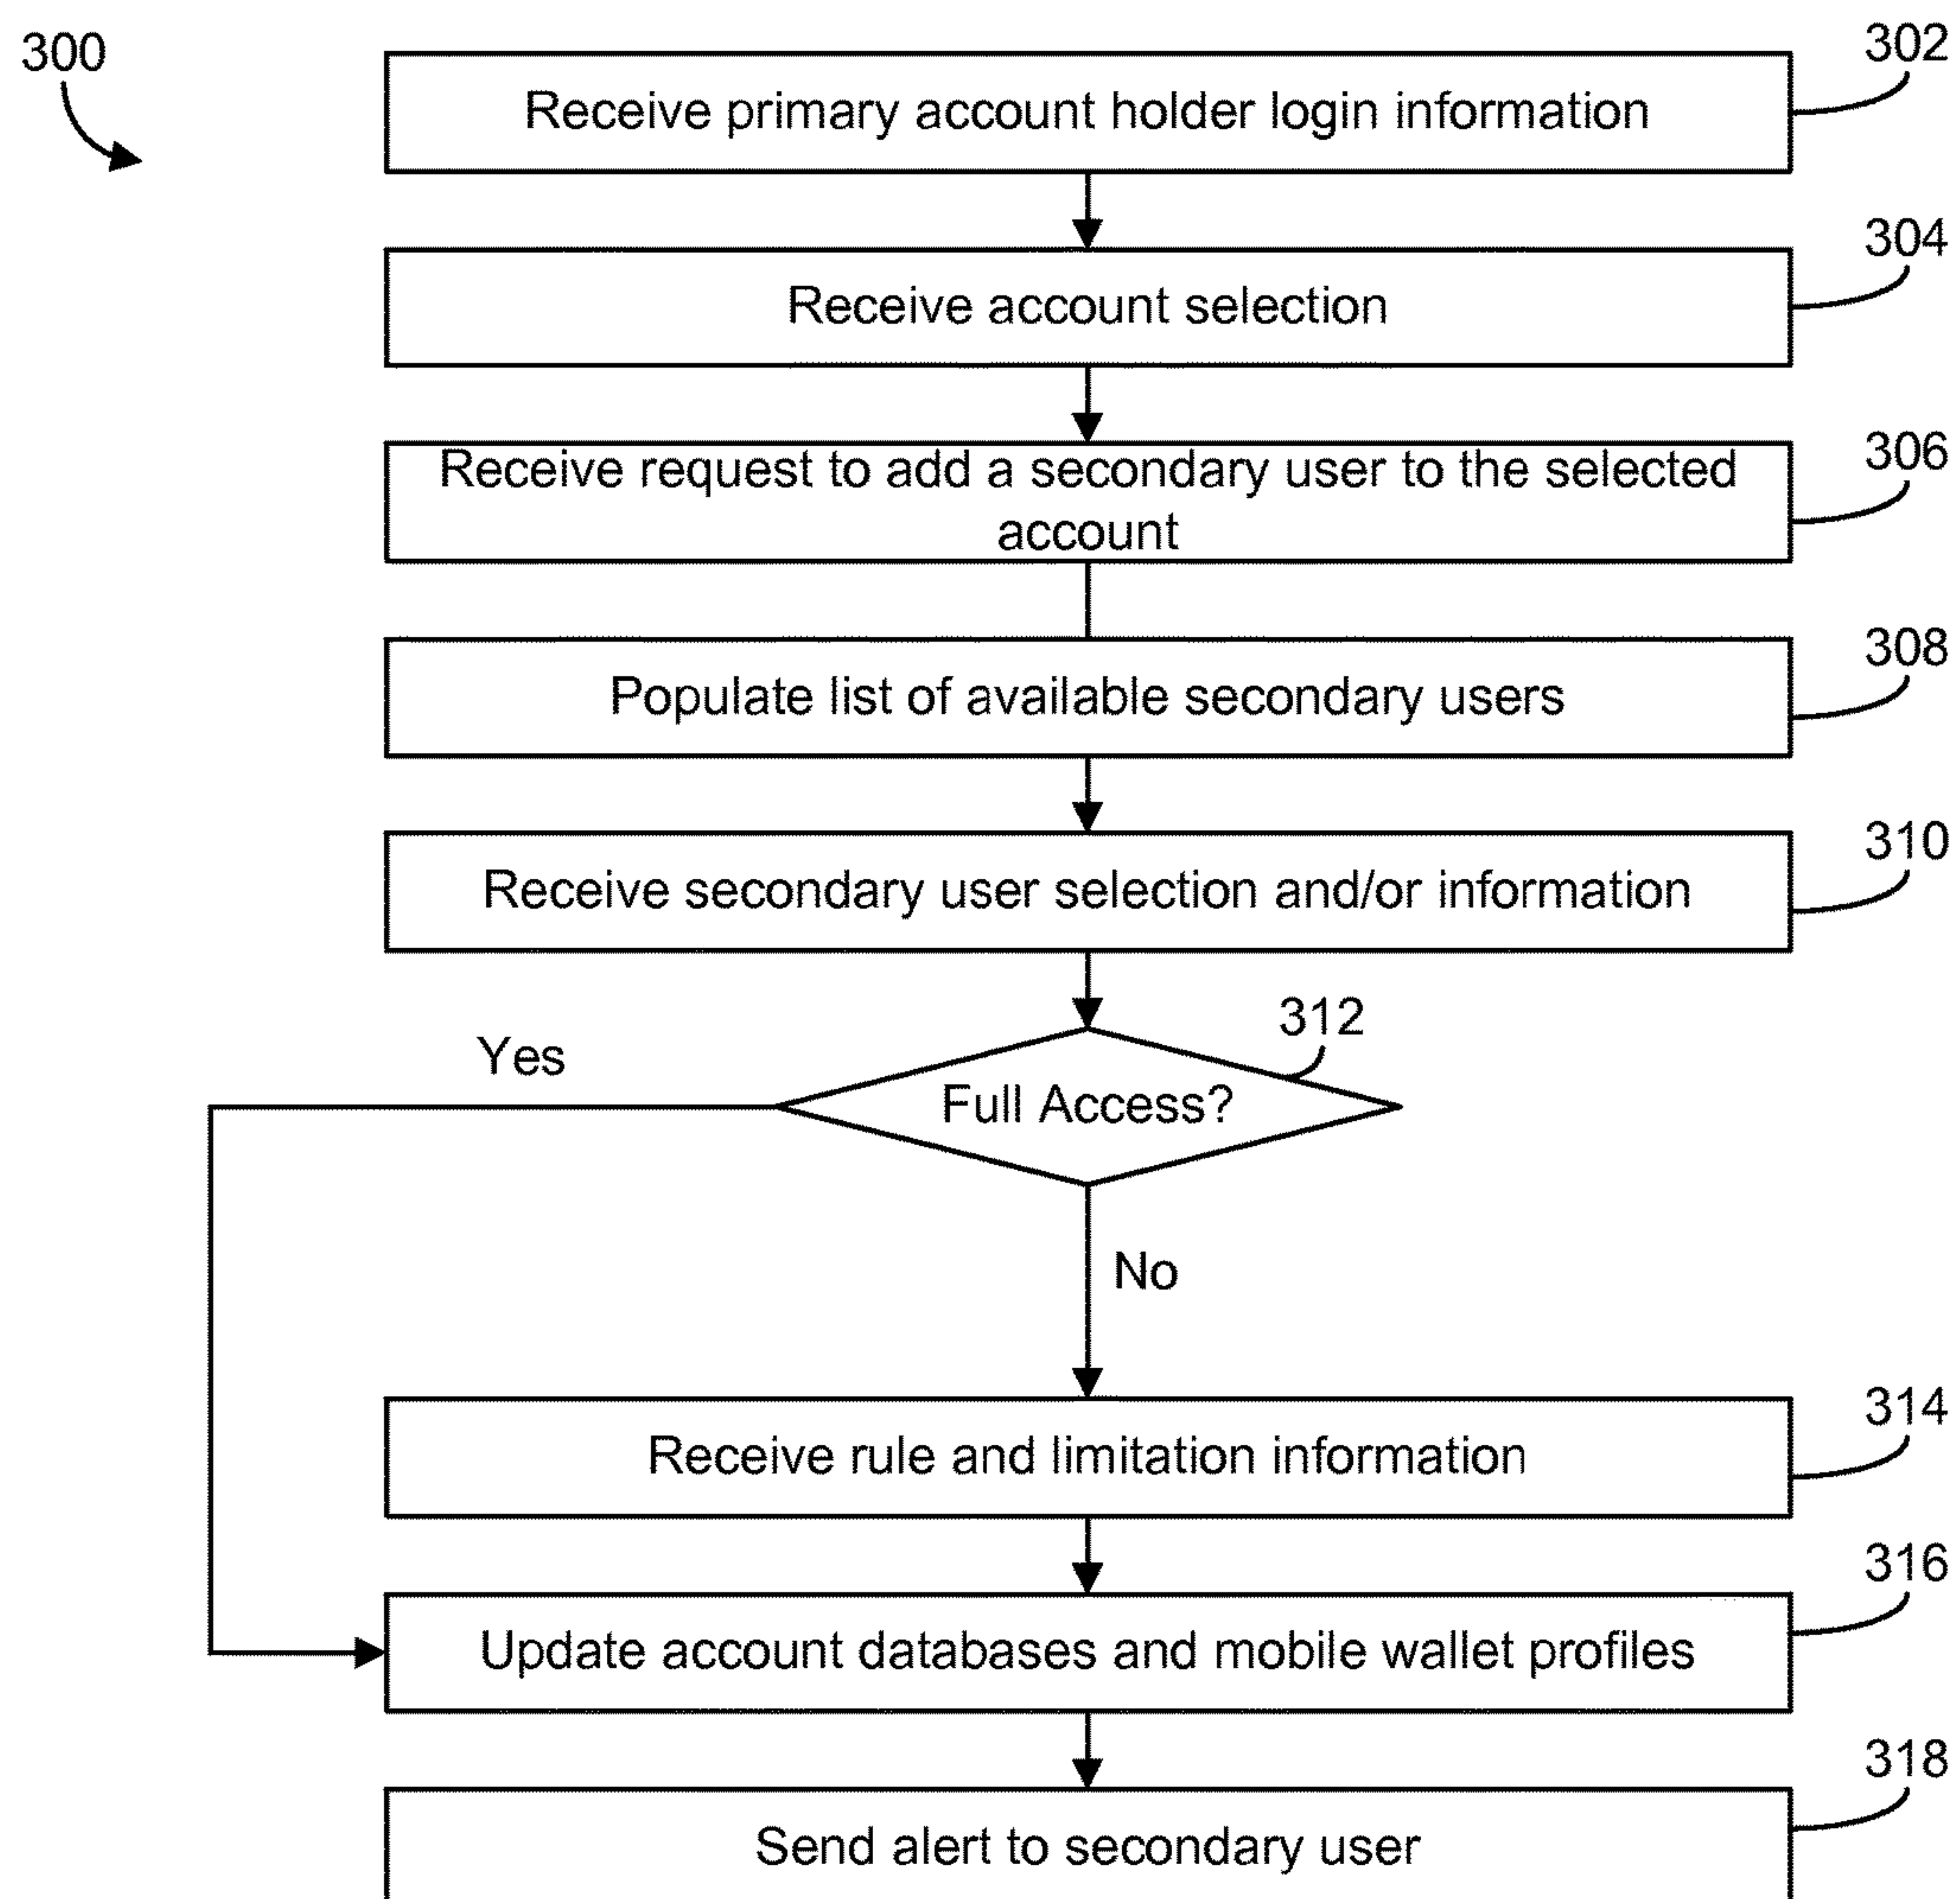 300
302
Receive primary account holder login information
304
Receive account selection
306
Receive request to add a secondary user to the selected
account
308
Populate list of available secondary users
310
Receive secondary user selection and/or information
312
Yes
Full Access?
No
314
Receive rule and limitation information
316
Update account databases and mobile wallet profiles
318
Send alert to secondary user